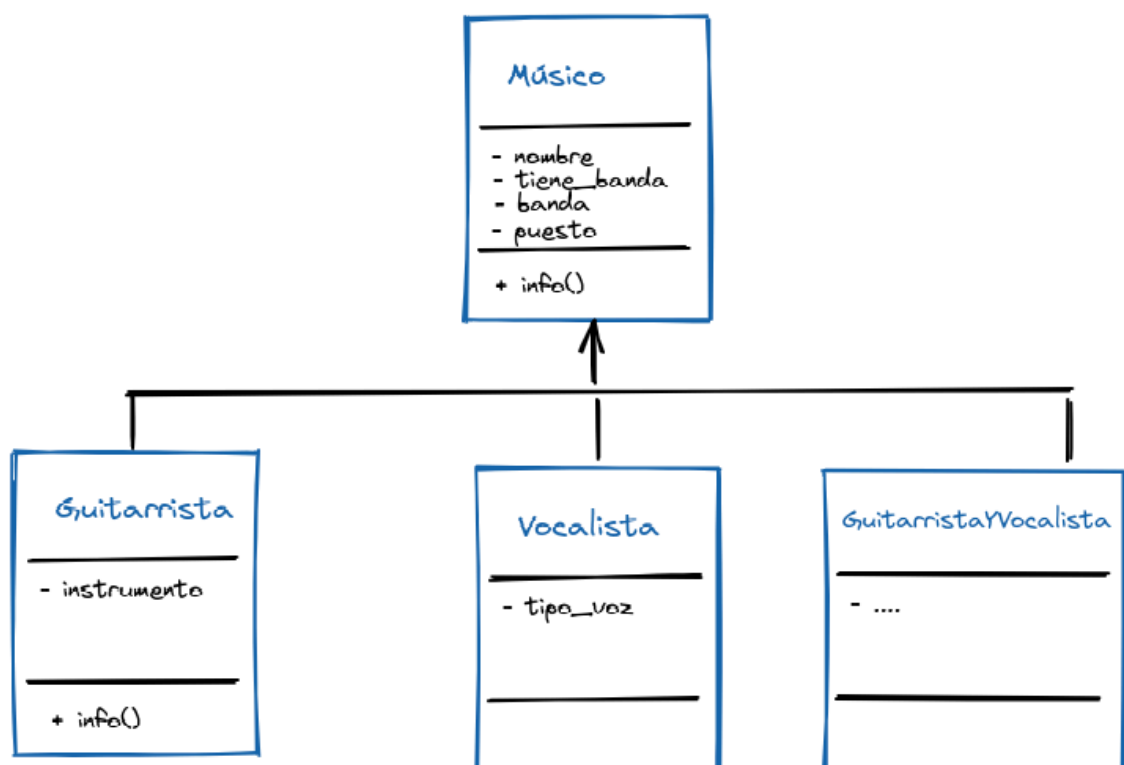 Músico
- nombre
- tiene_banda
- banda
- puesto
+ info()
Guitarrista
- instrumento
+ info()
Vocalista
- tipo_voz
GuitarristaYVocalista
- ....